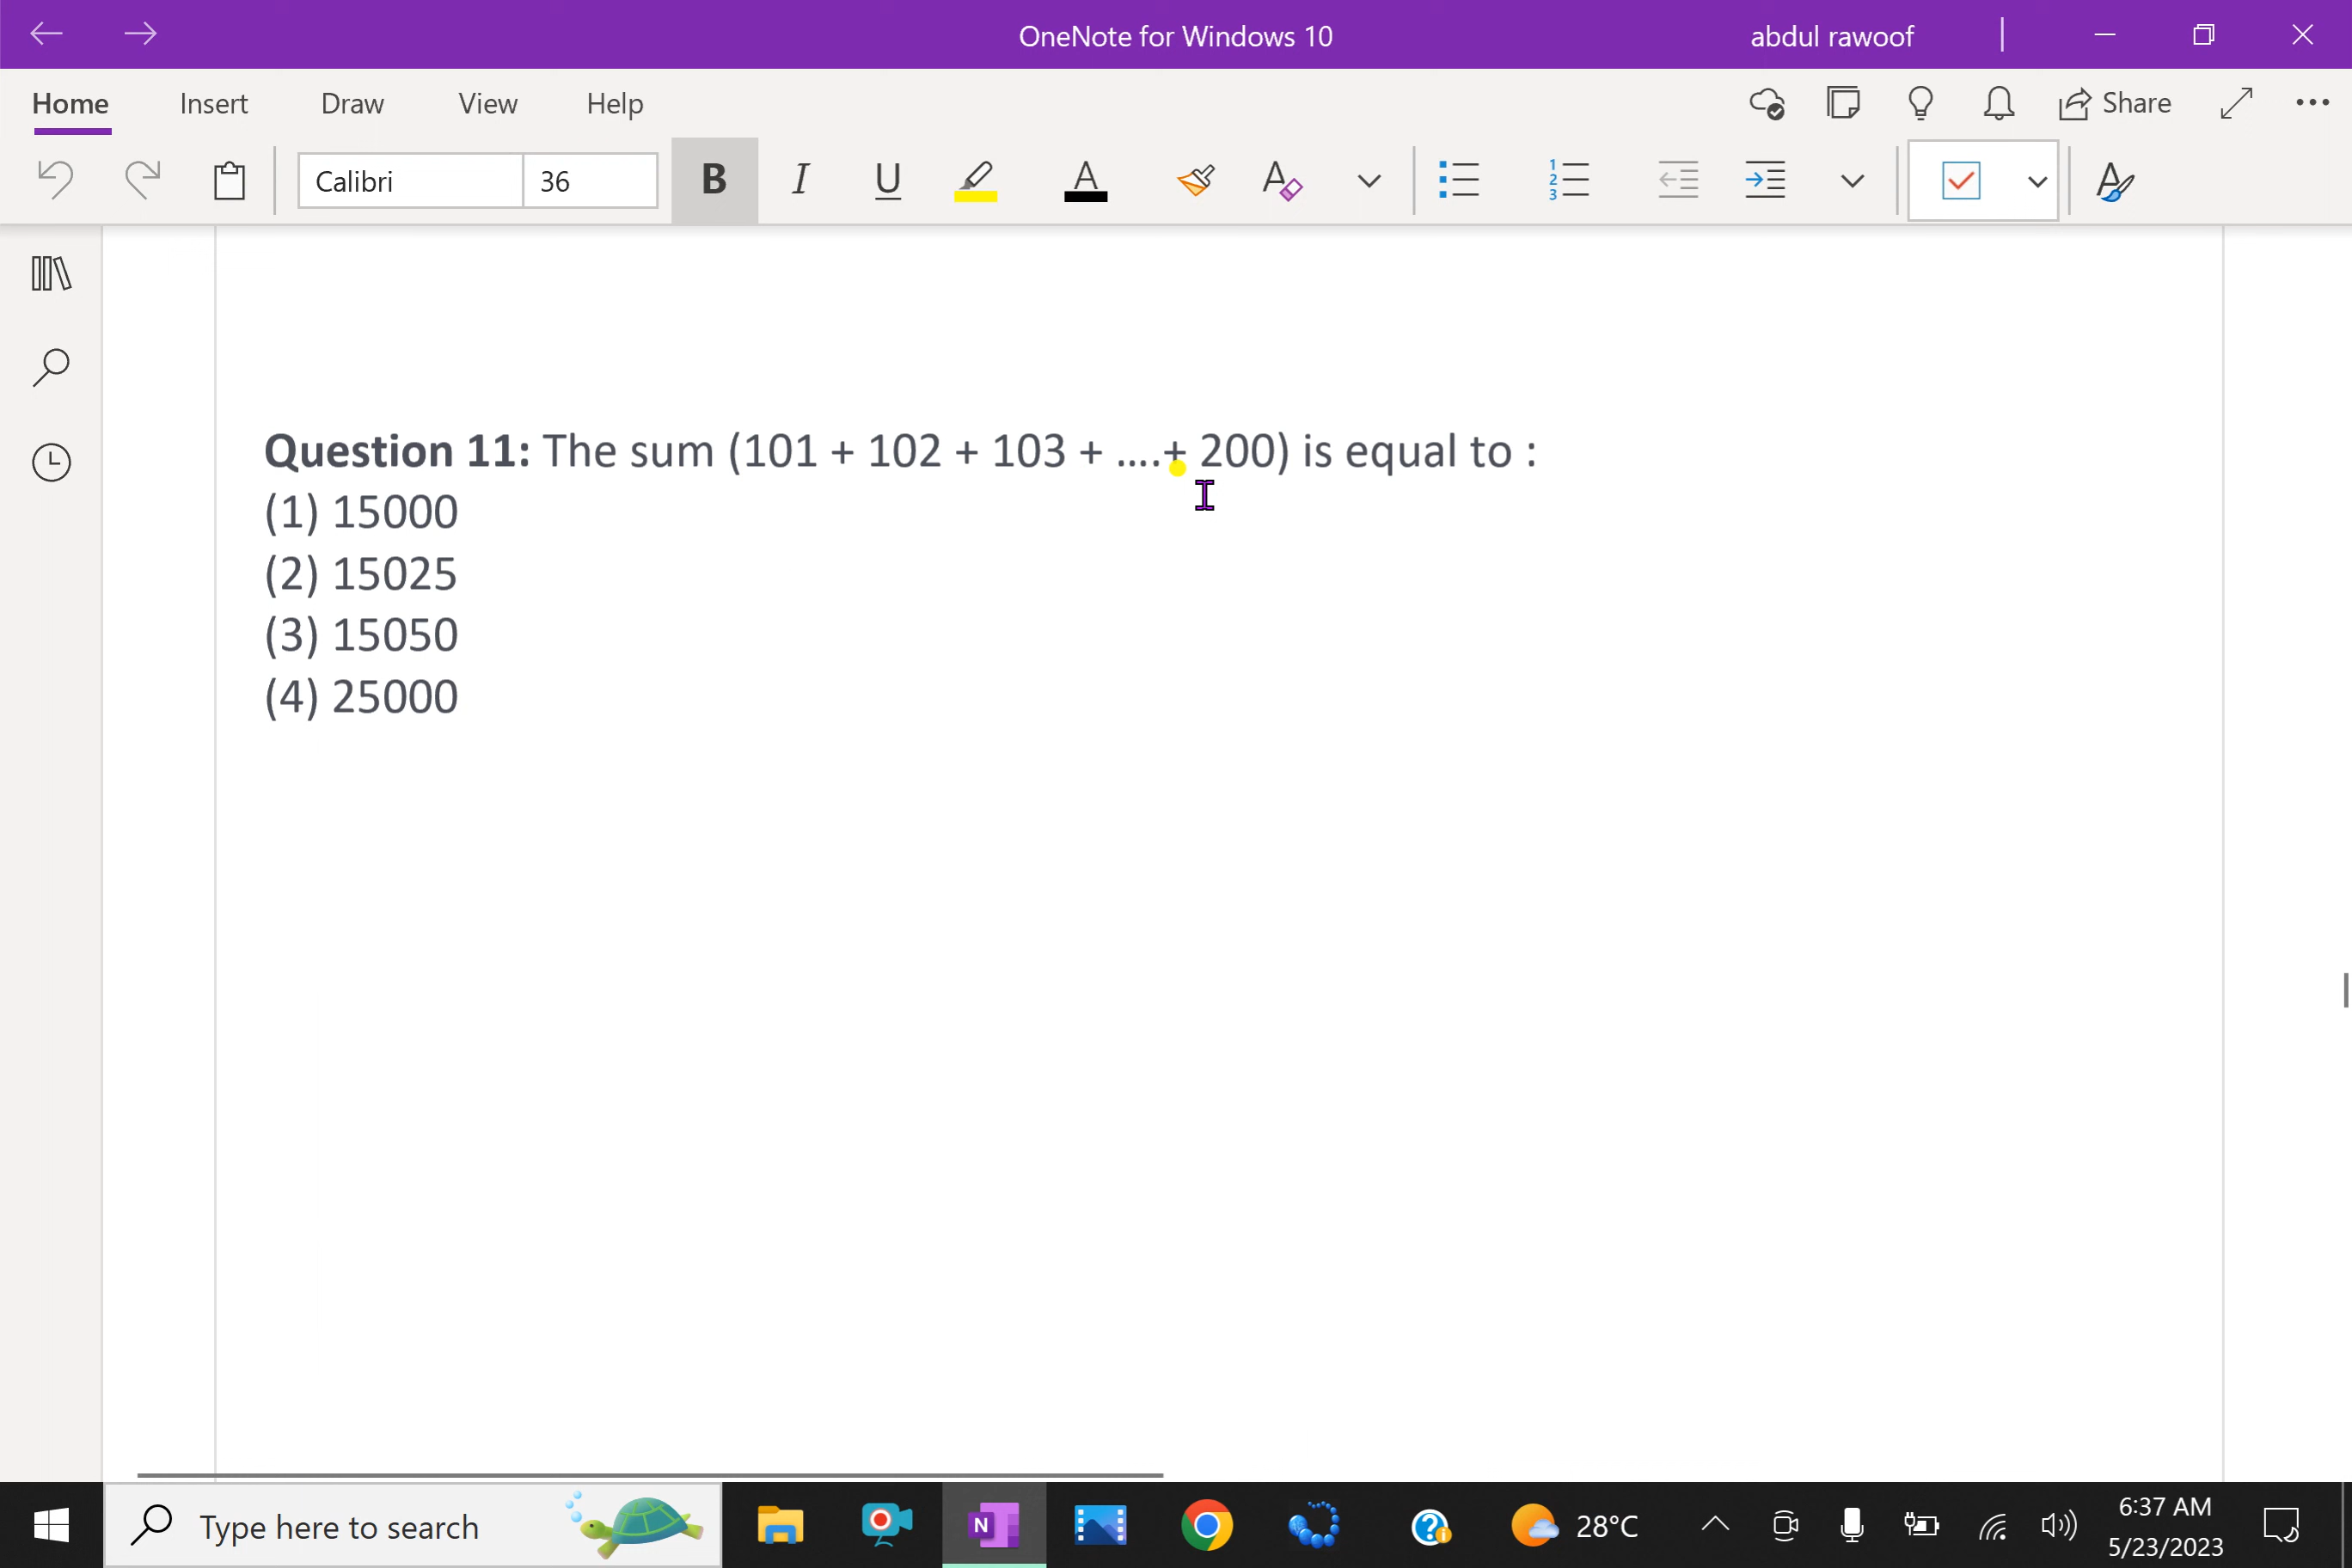 OneNote for Windows 10
abdul rawoof
Home Insert Draw View Help
Share
Calibri 36 B I U A A
Question 11: The sum (101 + 102 + 103 + ....+ 200) is equal to :
(1) 15000
(2) 15025
(3) 15050
(4) 25000
Type here to search
28°C
6:37 AM
5/23/2023